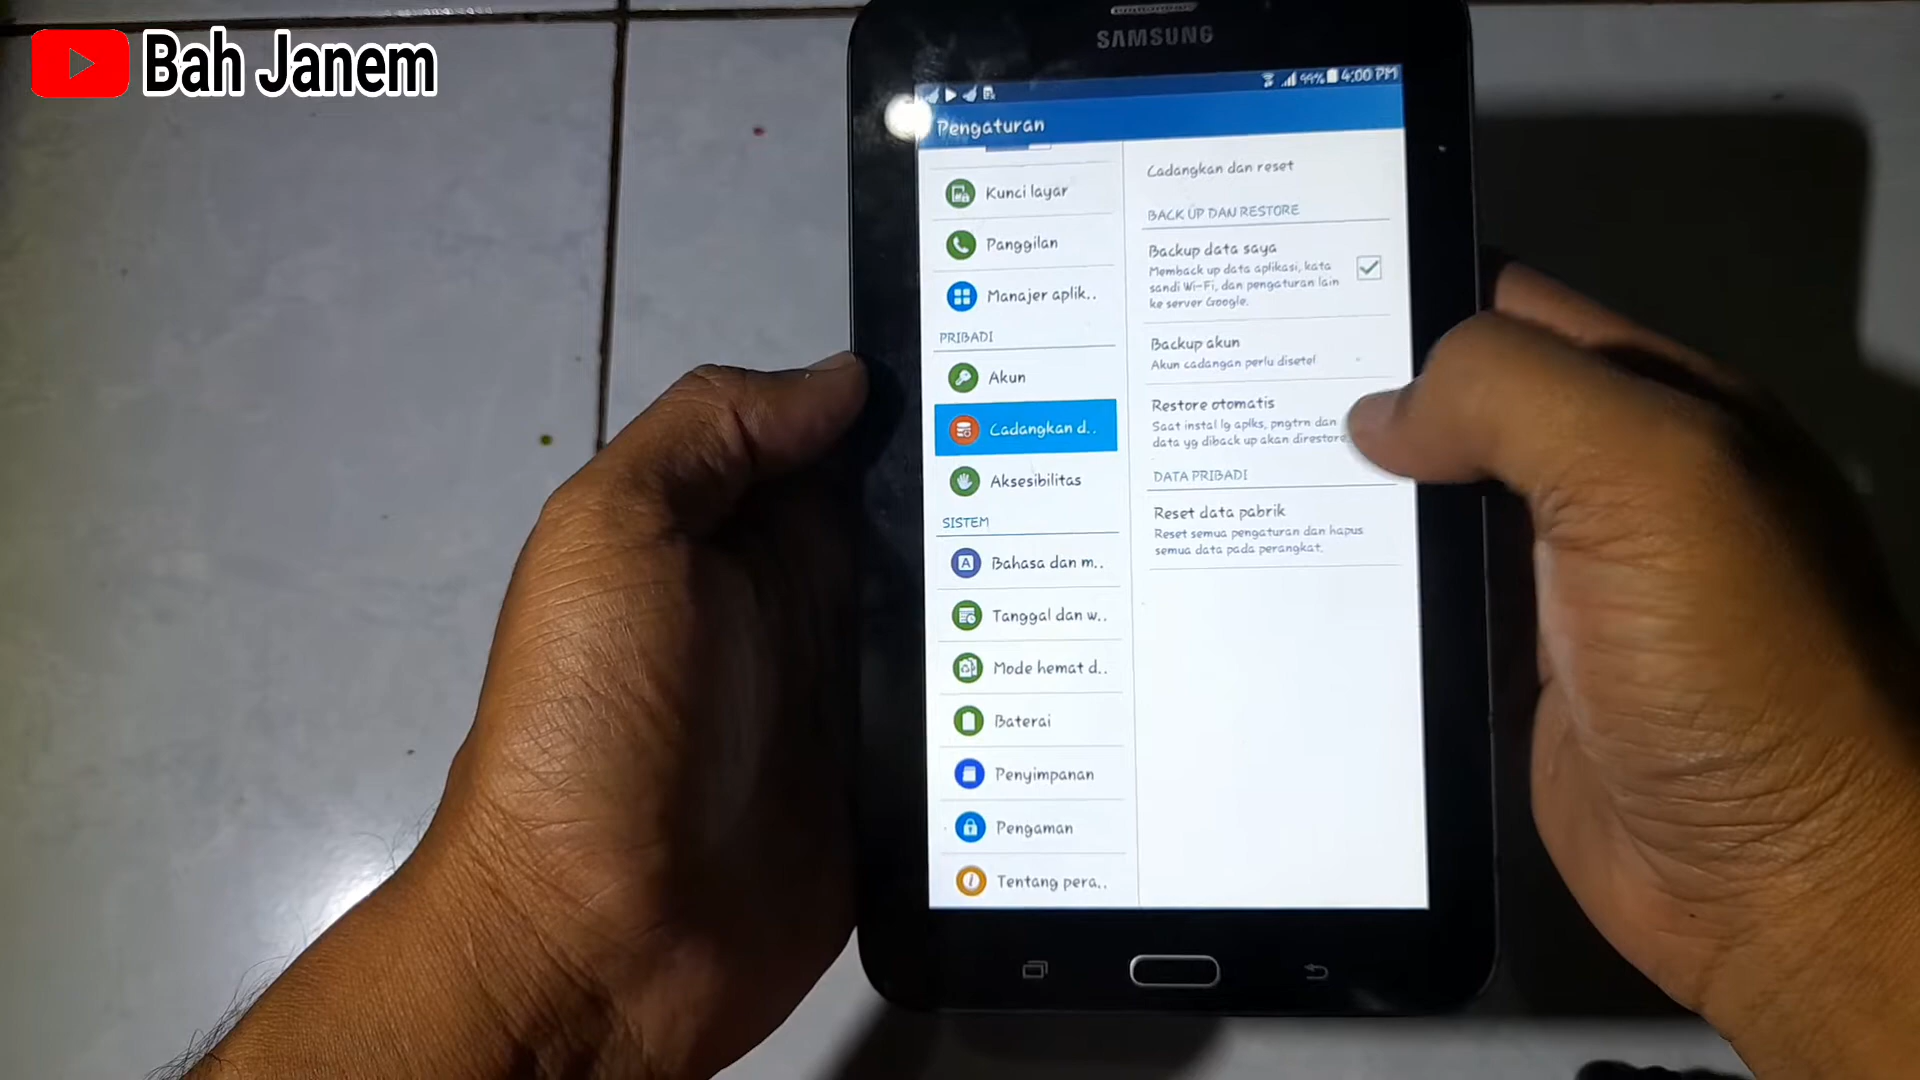 Bah Janem
SAMSUNG
44% 4:00 PM
Pengaturan
Kunci layar
Panggilan
Manajer aplik..
PRIBADI
Akun
Cadangkan d..
Aksesibilitas
SISTEM
Bahasa dan m..
Tanggal dan w..
Mode hemat d..
Baterai
Penyimpanan
Pengaman
Tentang pera..
Cadangkan dan reset
BACK UP DAN RESTORE
Backup data saya
Memback up data aplikasi, kata
sandi Wi-Fi, dan pengaturan lain
ke server Google.
Backup akun
Akun cadangan perlu disetel
Restore otomatis
Saat instal lg aplks, pngtrn dan
data yg diback up akan direstore.
DATA PRIBADI
Reset data pabrik
Reset semua pengaturan dan hapus
semua data pada perangkat.